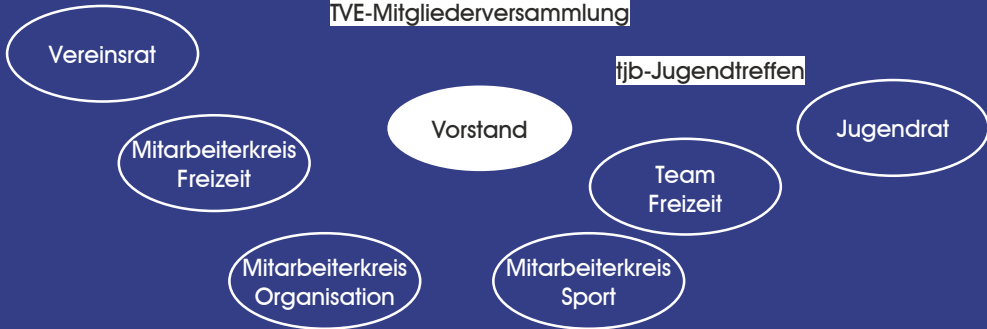 TVE-Mitgliederversammlung
Vereinsrat
tjb-Jugendtreffen
Vorstand
Jugendrat
Mitarbeiterkreis
Freizeit
Team
Freizeit
Mitarbeiterkreis
Organisation
Mitarbeiterkreis
Sport